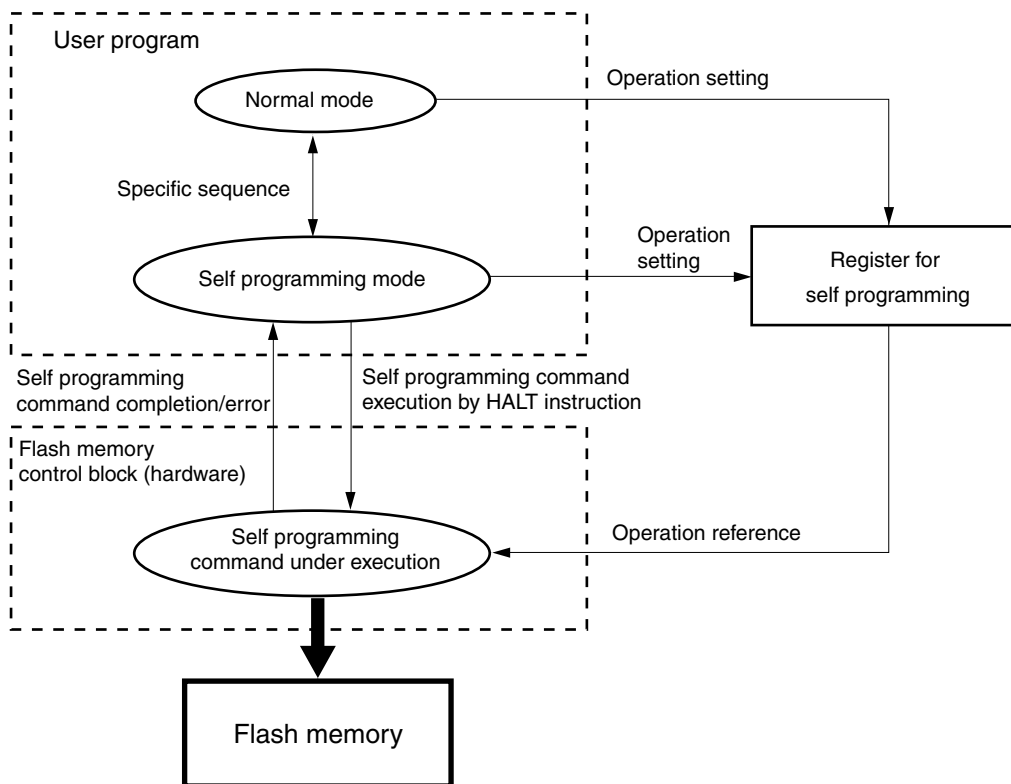 User program
Normal mode
Operation setting
Specific sequence
Operation
setting
Self programming mode
Register for
self programming
Self programming
command completion/error
Self programming command
execution by HALT instruction
Flash memory
control block (hardware)
Self programming
command under execution
Operation reference
Flash memory